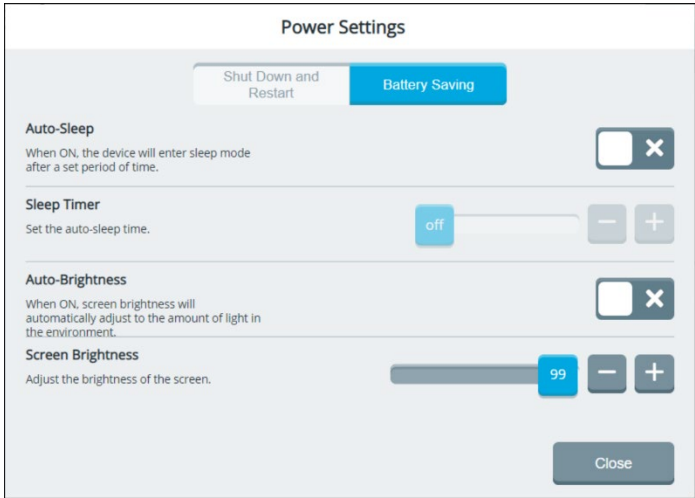 Power Settings
Shut Down and
Restart
Battery Saving
Auto-Sleep
When ON, the device will enter sleep mode
after a set period of time.
Sleep Timer
Set the auto-sleep time.
off
Auto-Brightness
When ON, screen brightness will
automatically adjust to the amount of light in
the environment.
Screen Brightness
Adjust the brightness of the screen.
99
Close